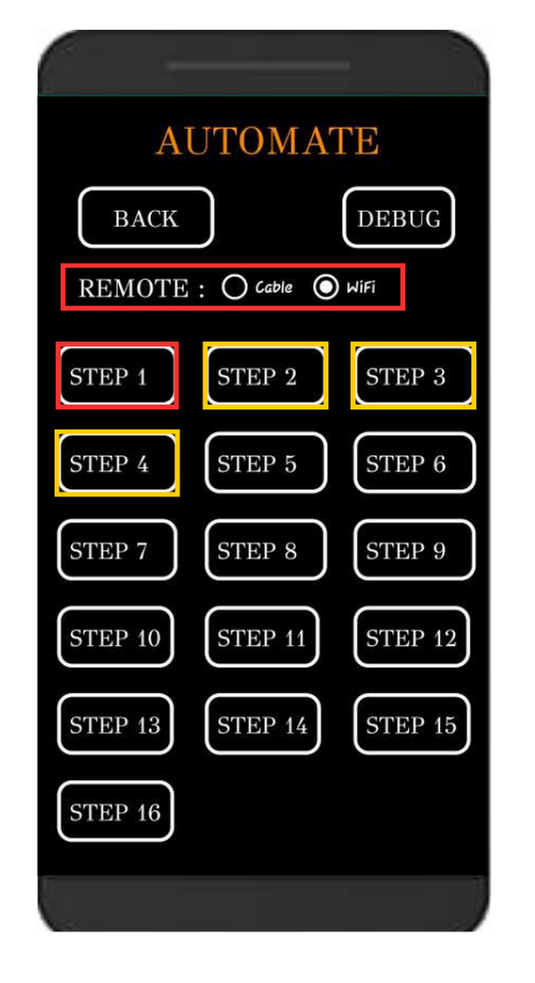 AUTOMATE
BACK DEBUG
REMOTE : Cable WiFi
STEP 1 STEP 2 STEP 3
STEP 4 STEP 5 STEP 6
STEP 7 STEP 8 STEP 9
STEP 10 STEP 11 STEP 12
STEP 13 STEP 14 STEP 15
STEP 16